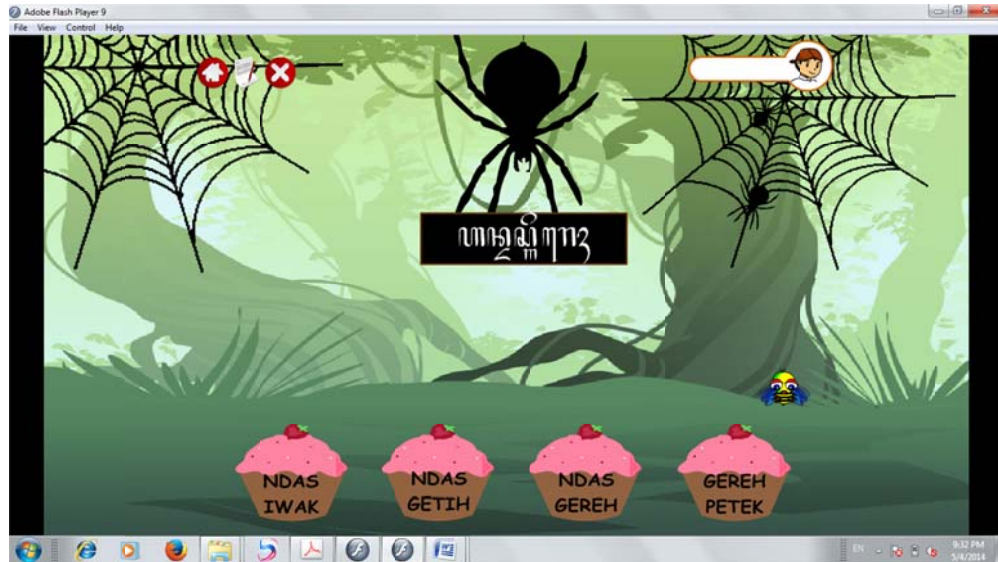 Adobe Flash Player 9
File View Control Help
NDAS
IWAK
NDAS
GETIH
NDAS
GEREH
GEREH
PETEK
EN
9:32 PM
5/4/2014